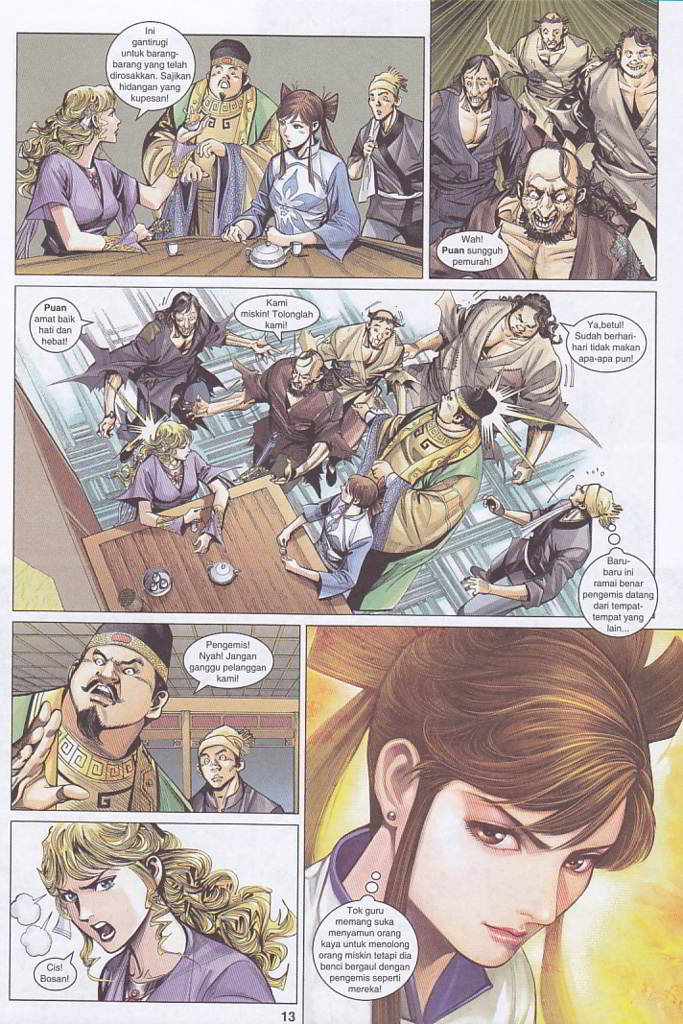 Ini
gantirugi
untuk barang-
barang yang telah
dirosakkan. Sajikan
hidangan yang
kupesan!
Wah!
Puan sungguh
pemurah!
Puan
amat baik
hati dan
hebat!
Kami
miskin! Tolonglah
kami!
Ya,betul!
Sudah berhari-
hari tidak makan
apa-apa pun!
Baru-
baru ini
ramai benar
pengemis datang
dari tempat-
tempat yang
lain...
Pengemis!
Nyah! Jangan
ganggu pelanggan
kami!
Cis!
Bosan!
Tok guru
memang suka
menyamun orang
kaya untuk menolong
orang miskin tetapi dia
benci bergaul dengan
pengemis seperti
mereka!
13